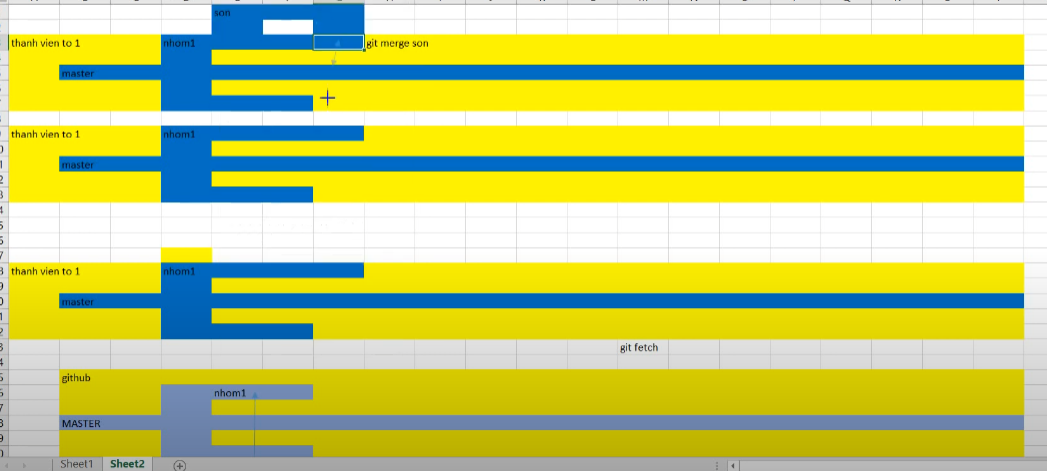 son
thanh vien to 1 nhom1 git merge son
master
thanh vien to 1 nhom1
master
thanh vien to 1 nhom1
master
git fetch
github
nhom1
MASTER
Sheet1 Sheet2